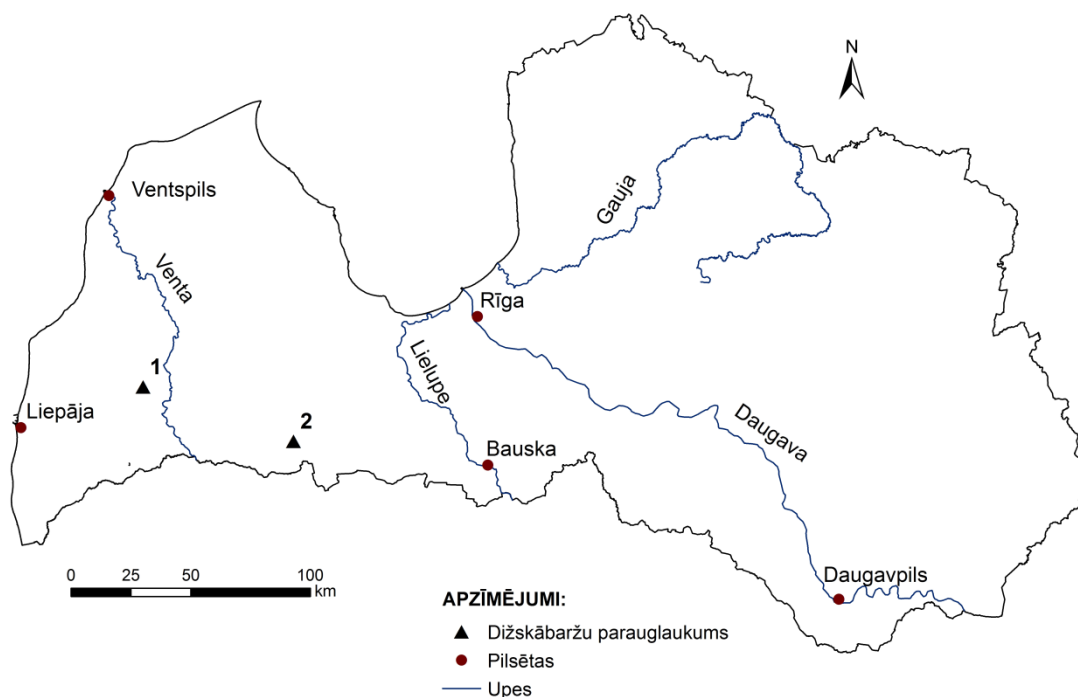 N
Ventspils
Venta
Gauja
Rīga
1
Lielupe
Liepāja
2
Daugava
Bauska
0 25 50 100
km
Daugavpils
APZĪMĒJUMI:
Dižskābaržu parauglaukums
Pilsētas
Upes